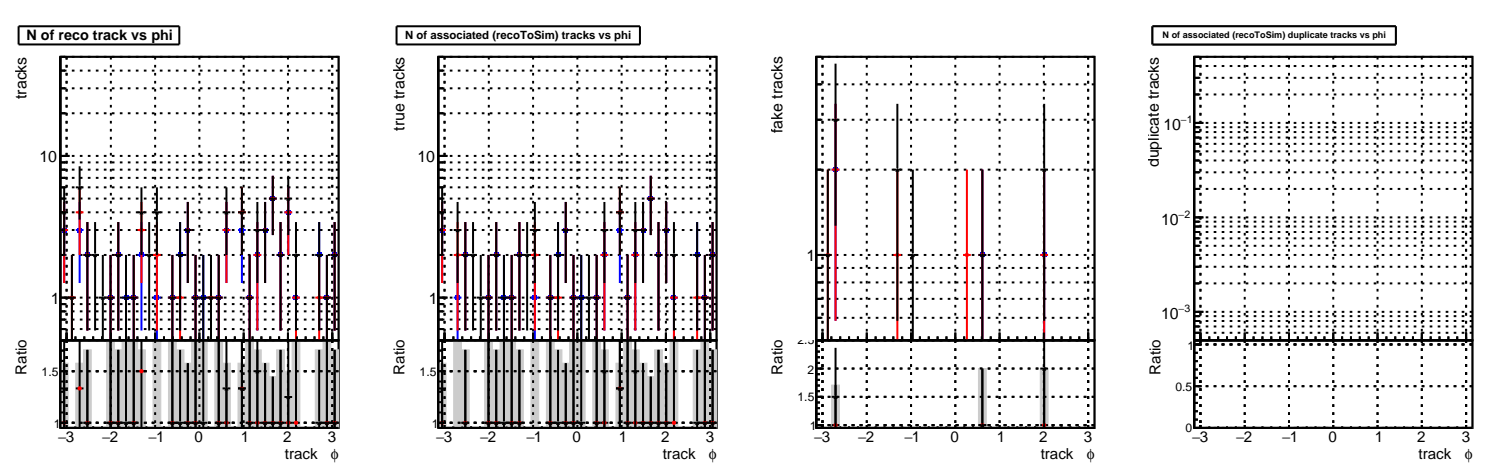 N of reco track vs phi
tracks
10
1
Ratio
1.5
1
−3 −2 −1 0 1 2 3
track φ
N of associated (recoToSim) tracks vs phi
true tracks
10
1
Ratio
1.5
1
−3 −2 −1 0 1 2 3
track φ
fake tracks
1
Ratio
2.5
2
1.5
1
−3 −2 −1 0 1 2 3
track φ
N of associated (recoToSim) duplicate tracks vs phi
duplicate tracks
10−1
10−2
10−3
Ratio
1
0.5
0
−3 −2 −1 0 1 2 3
track φ